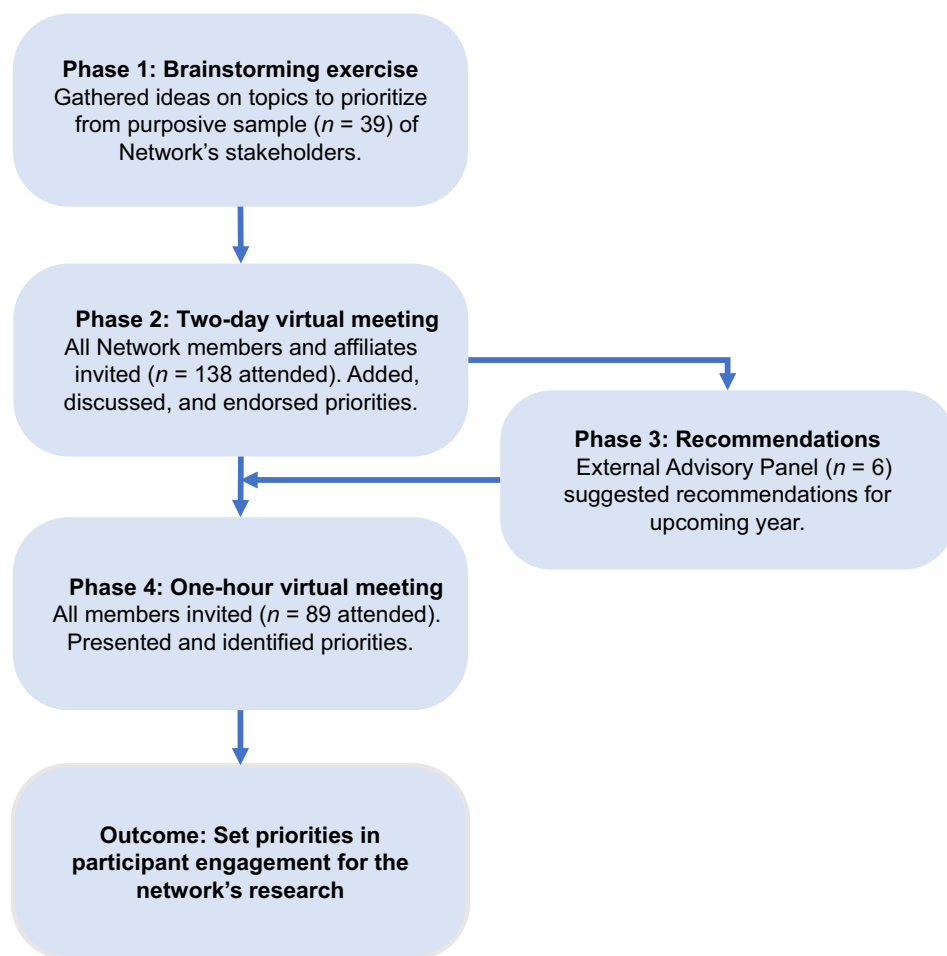 Phase 1: Brainstorming exercise
Gathered ideas on topics to prioritize
from purposive sample (n = 39) of
Network’s stakeholders.
Phase 2: Two-day virtual meeting
All Network members and affiliates
invited (n = 138 attended). Added,
discussed, and endorsed priorities.
Phase 3: Recommendations
External Advisory Panel (n = 6)
suggested recommendations for
upcoming year.
Phase 4: One-hour virtual meeting
All members invited (n = 89 attended).
Presented and identified priorities.
Outcome: Set priorities in
participant engagement for the
network’s research